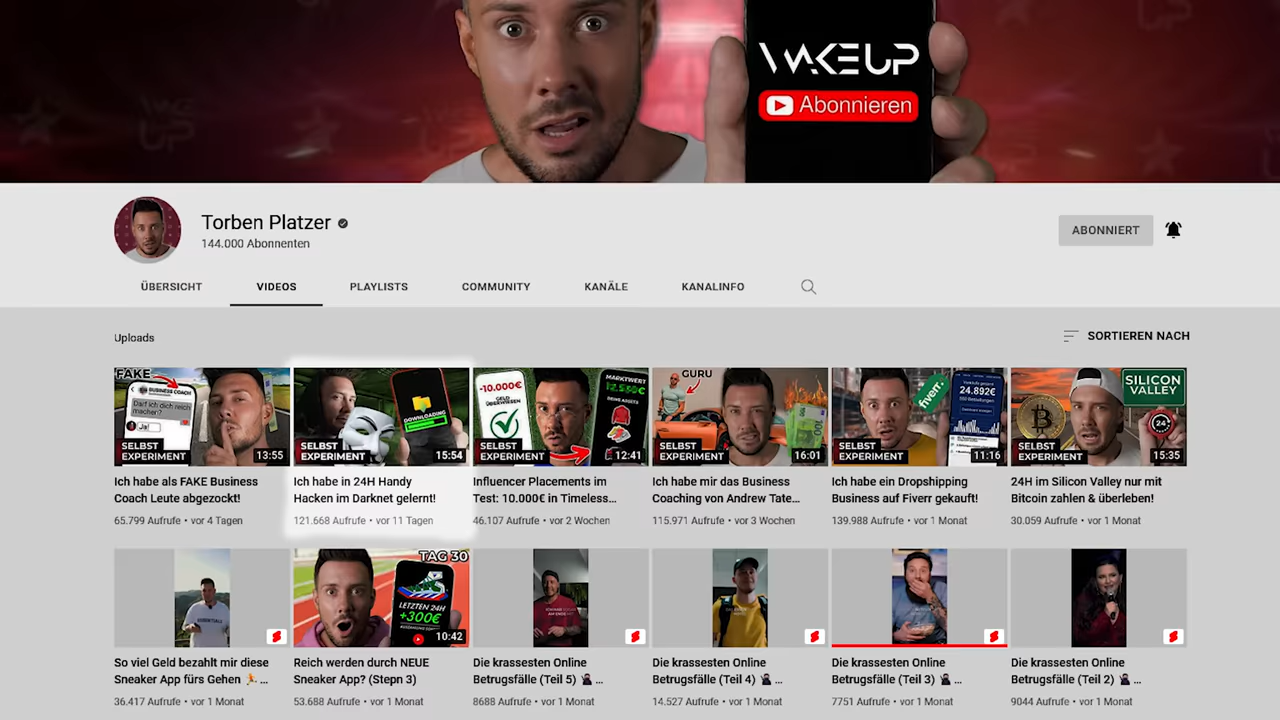 WAKEUP
Abonnieren
Torben Platzer
144.000 Abonnenten
ABONNIERT
ÜBERSICHT
VIDEOS
PLAYLISTS
COMMUNITY
KANÄLE
KANALINFO
Uploads
SORTIEREN NACH
FAKE
BUSINESS COACH
Darf ich dich reich
machen?
Ja!
SELBST
EXPERIMENT
13:55
DOWNLOADING
SELBST
EXPERIMENT
15:54
-10.000€
GELD
ÜBERWIESEN
MARKTWERT
12.530€
DEINE ASSETS
SELBST
EXPERIMENT
12:41
GURU
100
SELBST
EXPERIMENT
16:01
fiverr.
24.892€
SELBST
EXPERIMENT
11:16
SILICON
VALLEY
24H
SELBST
EXPERIMENT
15:35
Ich habe als FAKE Business
Coach Leute abgezockt!
65.799 Aufrufe • vor 4 Tagen
Ich habe in 24H Handy
Hacken im Darknet gelernt!
121.668 Aufrufe • vor 11 Tagen
Influencer Placements im
Test: 10.000€ in Timeless...
46.107 Aufrufe • vor 2 Wochen
Ich habe mir das Business
Coaching von Andrew Tate...
115.971 Aufrufe • vor 3 Wochen
Ich habe ein Dropshipping
Business auf Fiverr gekauft!
139.988 Aufrufe • vor 1 Monat
24H im Silicon Valley nur mit
Bitcoin zahlen & überleben!
30.059 Aufrufe • vor 1 Monat
TAG 30
LETZTEN 24H
+300€
10:42
So viel Geld bezahlt mir diese
Sneaker App fürs Gehen 🏃 ...
36.417 Aufrufe • vor 1 Monat
Reich werden durch NEUE
Sneaker App? (Stepn 3)
53.688 Aufrufe • vor 1 Monat
Die krassesten Online
Betrugsfälle (Teil 5) 🥷 ...
8688 Aufrufe • vor 1 Monat
Die krassesten Online
Betrugsfälle (Teil 4) 🥷 ...
14.527 Aufrufe • vor 1 Monat
Die krassesten Online
Betrugsfälle (Teil 3) 🥷 ...
7751 Aufrufe • vor 1 Monat
Die krassesten Online
Betrugsfälle (Teil 2) 🥷 ...
9044 Aufrufe • vor 1 Monat